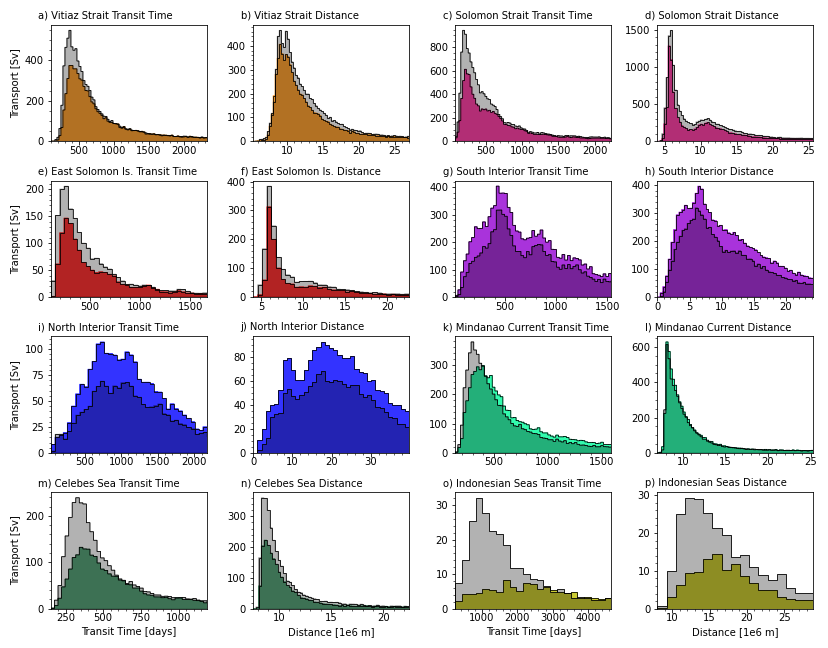 a) Vitiaz Strait Transit Time b) Vitiaz Strait Distance c) Solomon Strait Transit Time d) Solomon Strait Distance
Transport [Sv]
0 200 400
500 1000 1500 2000
0 100 200 300 400
10 15 20 25
0 200 400 600 800
500 1000 1500 2000
0 500 1000 1500
5 10 15 20 25
e) East Solomon Is. Transit Time f) East Solomon Is. Distance g) South Interior Transit Time h) South Interior Distance
Transport [Sv]
0 50 100 150 200
500 1000 1500
0 100 200 300 400
5 10 15 20
0 100 200 300 400
500 1000 1500
0 100 200 300 400
0 5 10 15 20
i) North Interior Transit Time j) North Interior Distance k) Mindanao Current Transit Time l) Mindanao Current Distance
Transport [Sv]
0 25 50 75 100
500 1000 1500 2000
0 20 40 60 80
0 10 20 30
0 100 200 300
500 1000 1500
0 200 400 600
10 15 20 25
m) Celebes Sea Transit Time n) Celebes Sea Distance o) Indonesian Seas Transit Time p) Indonesian Seas Distance
Transport [Sv]
0 100 200
250 500 750 1000
0 100 200 300
10 15 20
0 10 20 30
1000 2000 3000 4000
0 10 20 30
10 15 20 25
Transit Time [days] Distance [1e6 m] Transit Time [days] Distance [1e6 m]